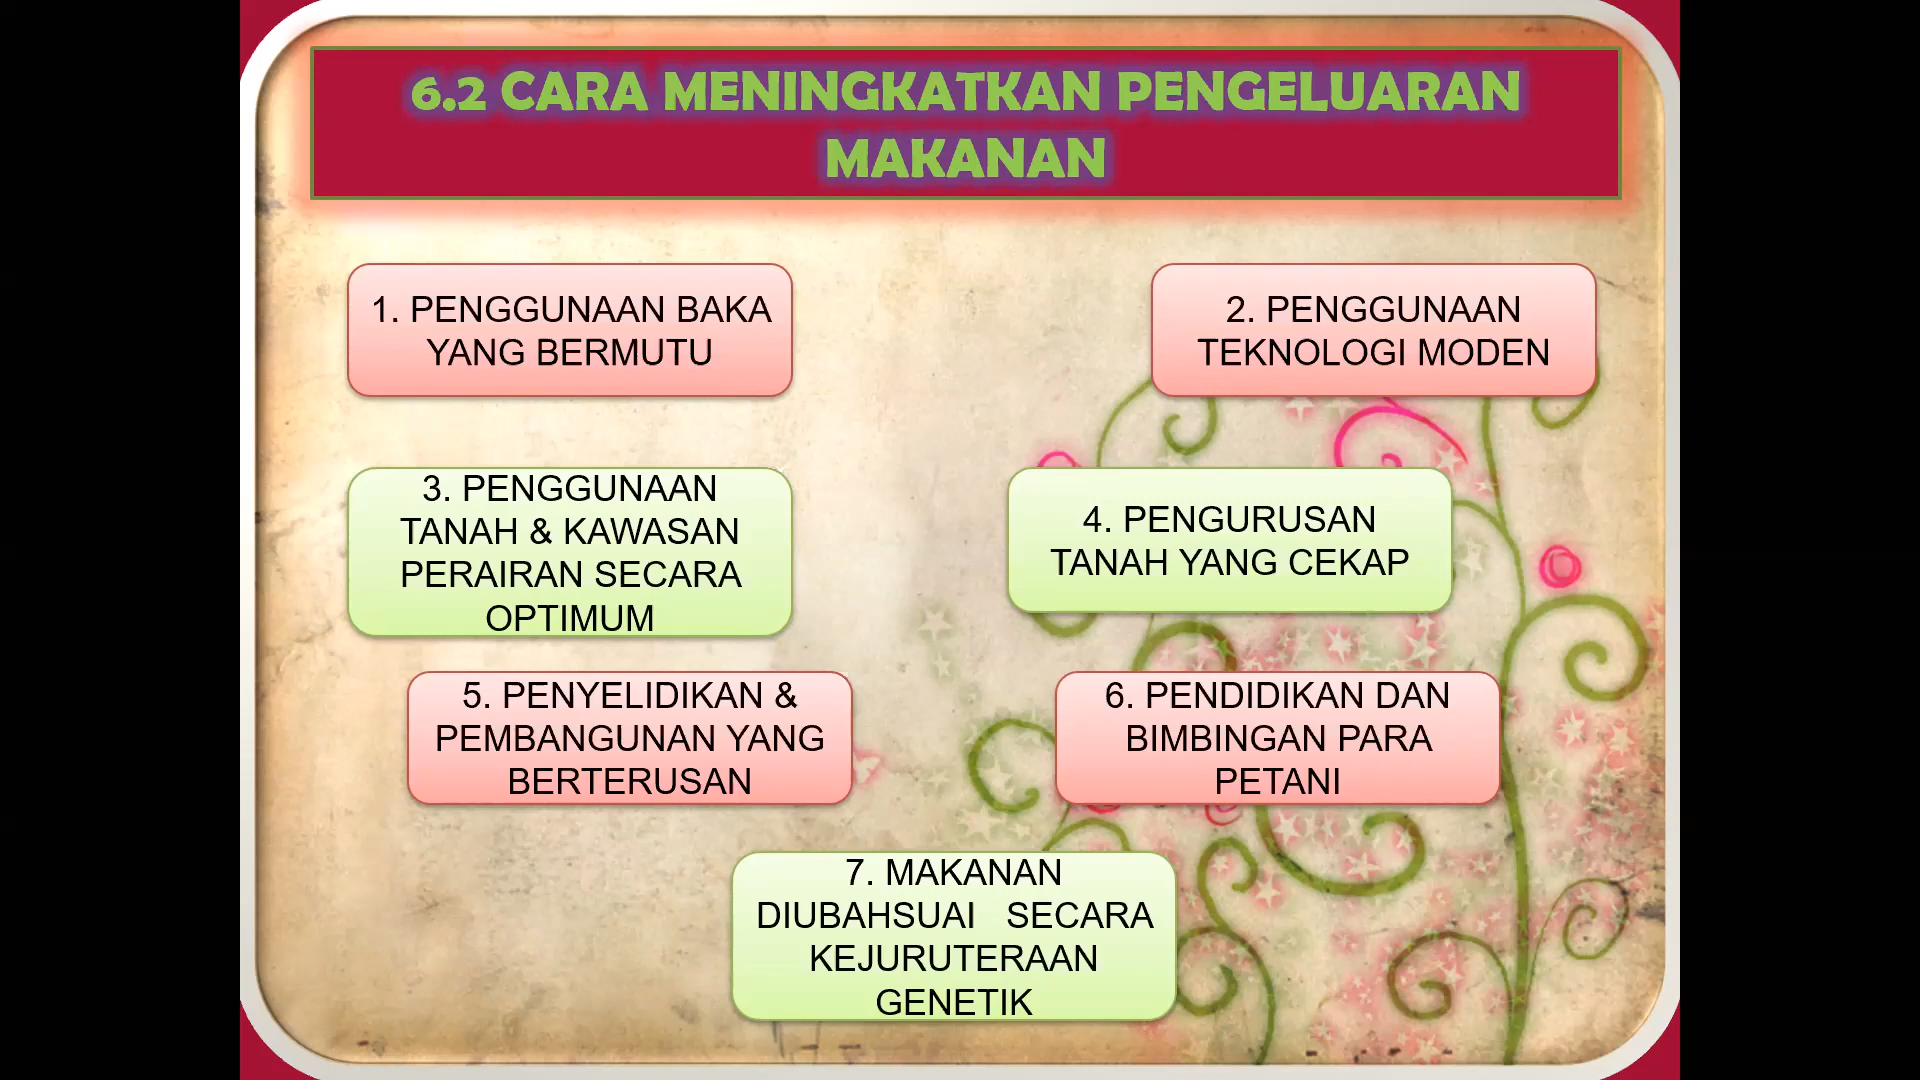 6.2 CARA MENINGKATKAN PENGELUARAN
MAKANAN
1. PENGGUNAAN BAKA
YANG BERMUTU
2. PENGGUNAAN
TEKNOLOGI MODEN
3. PENGGUNAAN
TANAH & KAWASAN
PERAIRAN SECARA
OPTIMUM
4. PENGURUSAN
TANAH YANG CEKAP
5. PENYELIDIKAN &
PEMBANGUNAN YANG
BERTERUSAN
6. PENDIDIKAN DAN
BIMBINGAN PARA
PETANI
7. MAKANAN
DIUBAHSUAI SECARA
KEJURUTERAAN
GENETIK